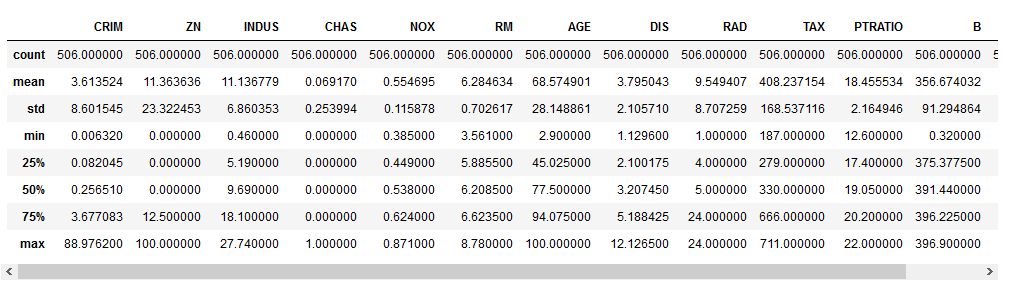 CRIM ZN INDUS CHAS NOX RM AGE DIS RAD TAX PTRATIO B
count 506.000000 506.000000 506.000000 506.000000 506.000000 506.000000 506.000000 506.000000 506.000000 506.000000 506.000000 506.000000 5
mean 3.613524 11.363636 11.136779 0.069170 0.554695 6.284634 68.574901 3.795043 9.549407 408.237154 18.455534 356.674032
std 8.601545 23.322453 6.860353 0.253994 0.115878 0.702617 28.148861 2.105710 8.707259 168.537116 2.164946 91.294864
min 0.006320 0.000000 0.460000 0.000000 0.385000 3.561000 2.900000 1.129600 1.000000 187.000000 12.600000 0.320000
25% 0.082045 0.000000 5.190000 0.000000 0.449000 5.885500 45.025000 2.100175 4.000000 279.000000 17.400000 375.377500
50% 0.256510 0.000000 9.690000 0.000000 0.538000 6.208500 77.500000 3.207450 5.000000 330.000000 19.050000 391.440000
75% 3.677083 12.500000 18.100000 0.000000 0.624000 6.623500 94.075000 5.188425 24.000000 666.000000 20.200000 396.225000
max 88.976200 100.000000 27.740000 1.000000 0.871000 8.780000 100.000000 12.126500 24.000000 711.000000 22.000000 396.900000